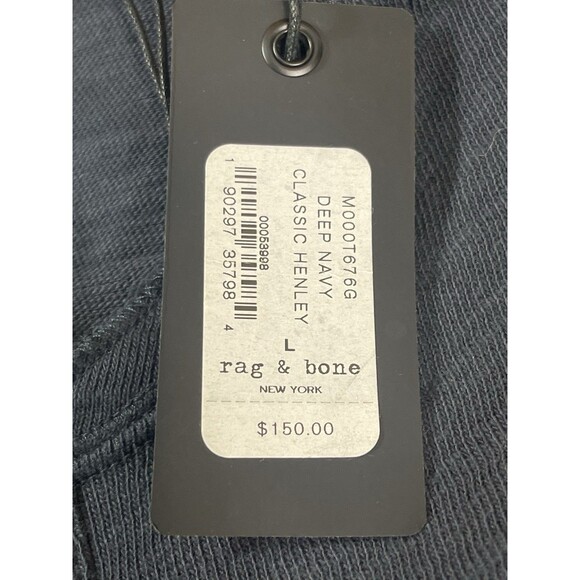 M000T676G
DEEP NAVY
CLASSIC HENLEY
00053998
1 90297 35798 4
L
rag & bone
NEW YORK
$150.00